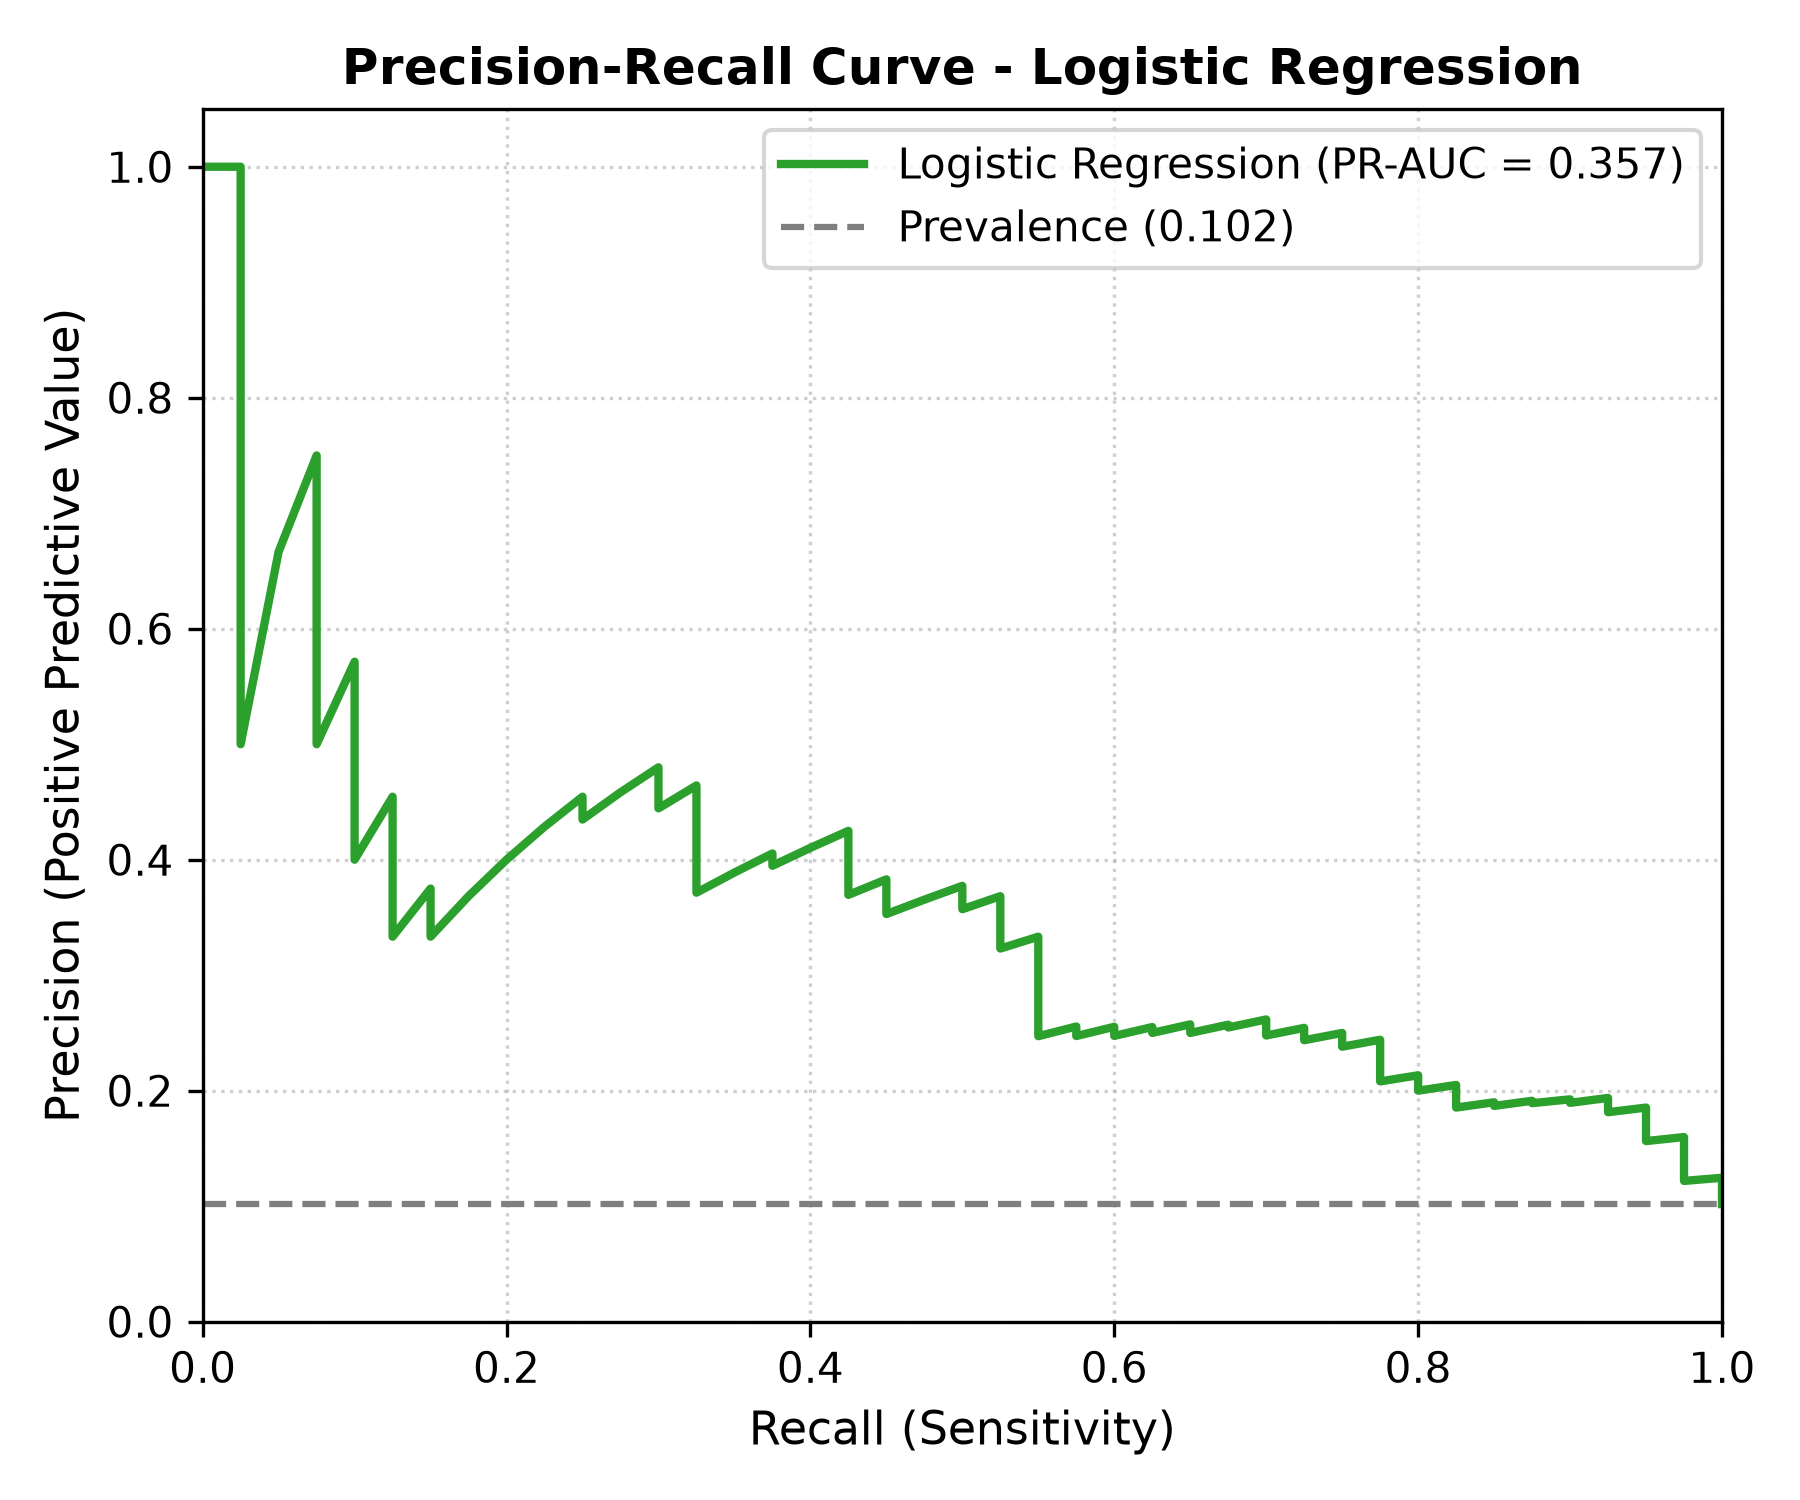 Precision-Recall Curve - Logistic Regression
Logistic Regression (PR-AUC = 0.357)
Prevalence (0.102)
Precision (Positive Predictive Value)
1.0
0.8
0.6
0.4
0.2
0.0
0.0 0.2 0.4 0.6 0.8 1.0
Recall (Sensitivity)